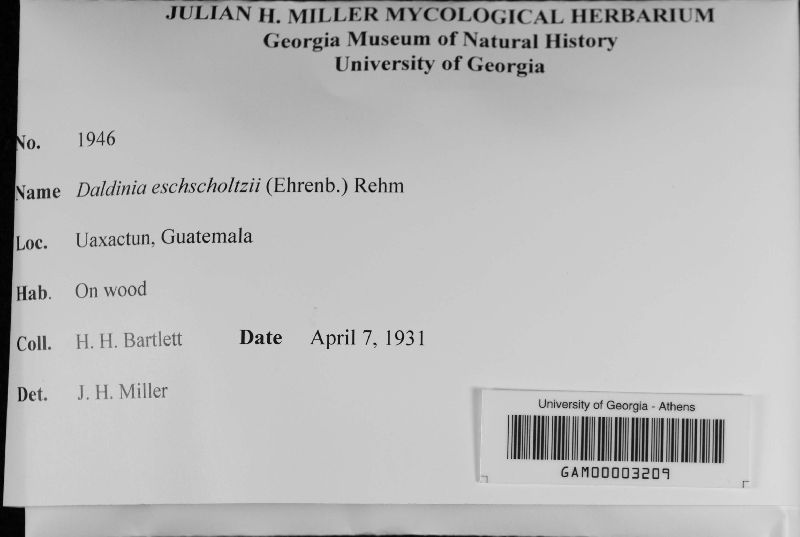 JULIAN H. MILLER MYCOLOGICAL HERBARIUM
Georgia Museum of Natural History
University of Georgia
No. 1946
Name Daldinia eschscholtzii (Ehrenb.) Rehm
Loc. Uaxactun, Guatemala
Hab. On wood
Coll. H. H. Bartlett Date April 7, 1931
Det. J. H. Miller
University of Georgia - Athens
GAM00003209